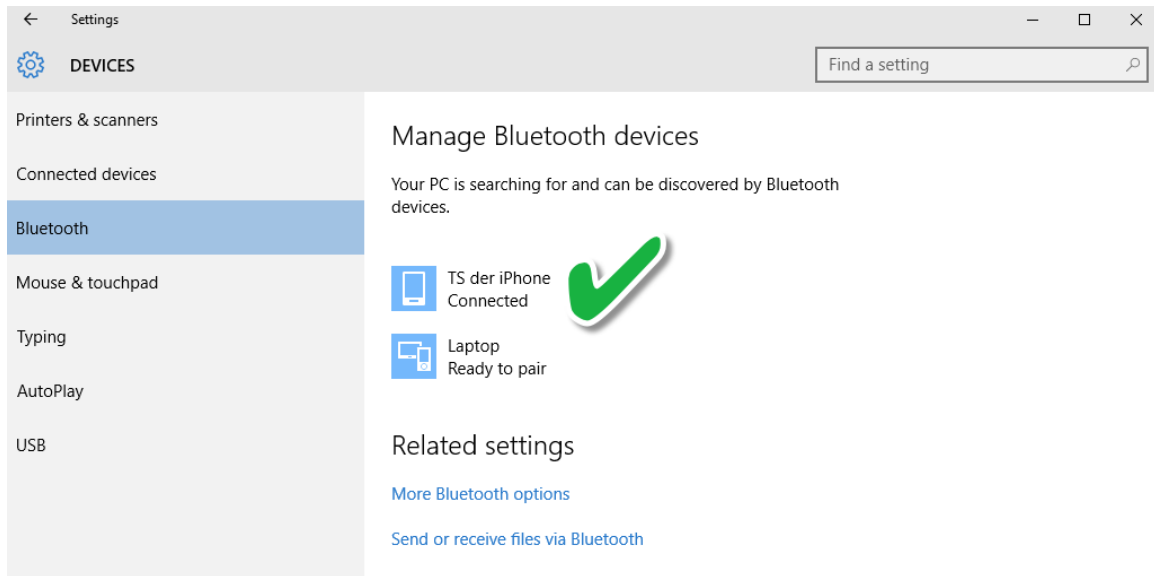 Settings
DEVICES
Find a setting
Printers & scanners
Connected devices
Bluetooth
Mouse & touchpad
Typing
AutoPlay
USB
Manage Bluetooth devices
Your PC is searching for and can be discovered by Bluetooth
devices.
TS der iPhone
Connected
Laptop
Ready to pair
Related settings
More Bluetooth options
Send or receive files via Bluetooth